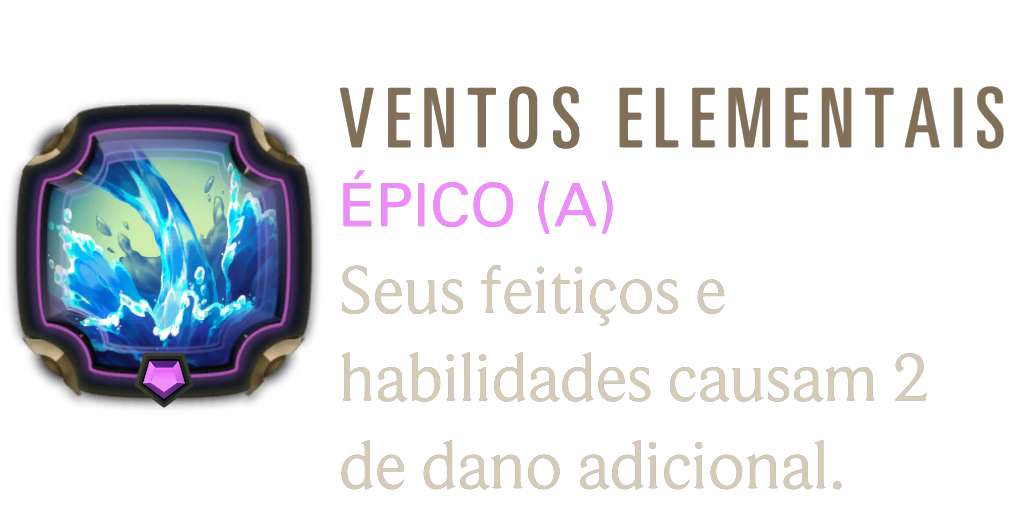 VENTOS ELEMENTAIS
ÉPICO (A)
Seus feitiços e
habilidades causam 2
de dano adicional.